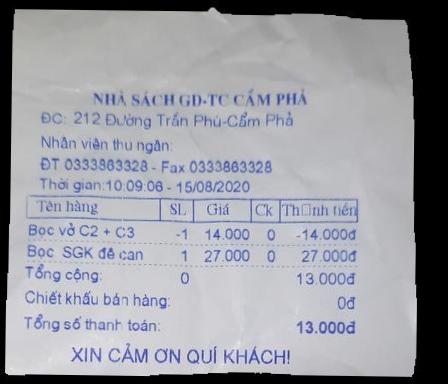 NHÀ SÁCH GD-TC CẨM PHẢ
ĐC: 212 Đường Trần Phú-Cẩm Phả
Nhân viên thu ngân:
ĐT 0333863328 - Fax 0333863328
Thời gian:10:09:06 - 15/08/2020
Tên hàng SL Giá Ck Th□nh tiền
Bọc vở C2 + C3 -1 14.000 0 -14.000đ
Bọc SGK đề can 1 27.000 0 27.000đ
Tổng cộng: 0 13.000đ
Chiết khấu bán hàng: 0đ
Tổng số thanh toán: 13.000đ
XIN CẢM ƠN QUÍ KHÁCH!